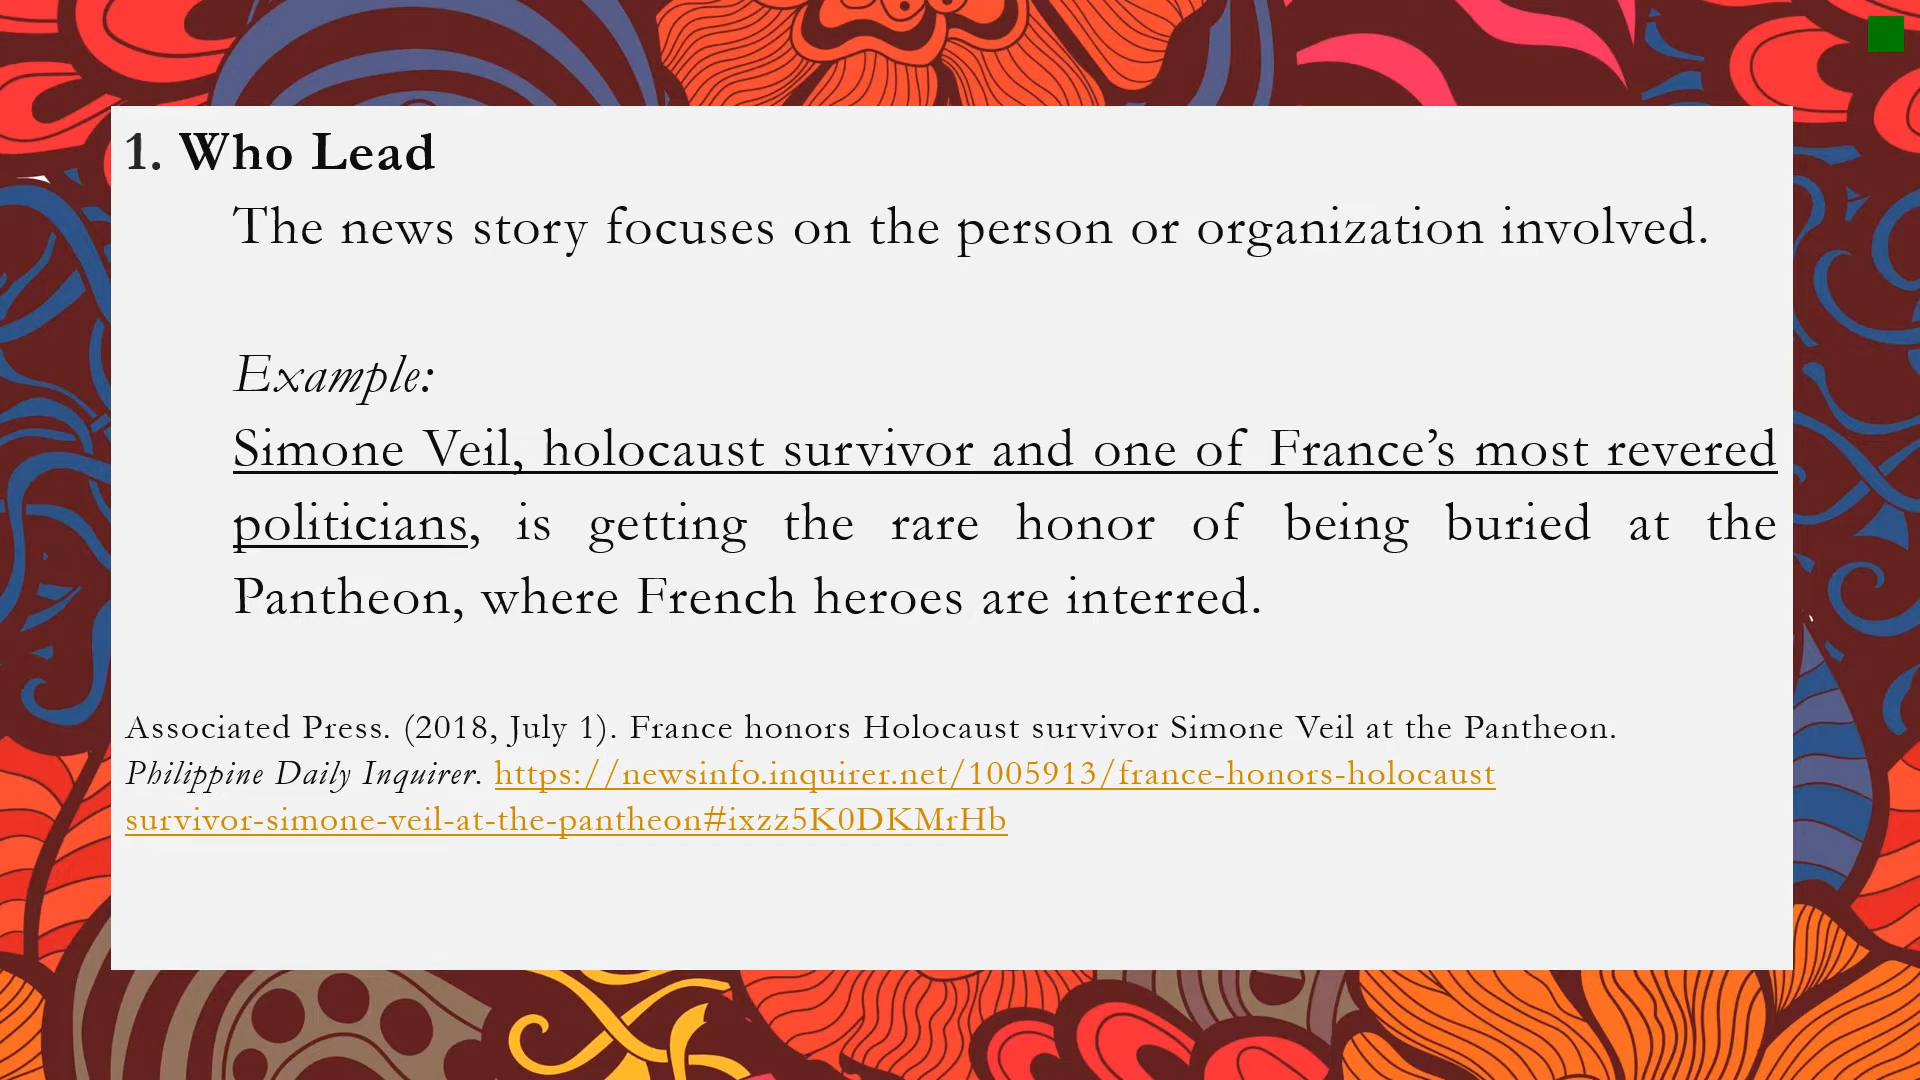 1. Who Lead
The news story focuses on the person or organization involved.
Example:
Simone Veil, holocaust survivor and one of France’s most revered
politicians, is getting the rare honor of being buried at the
Pantheon, where French heroes are interred.
Associated Press. (2018, July 1). France honors Holocaust survivor Simone Veil at the Pantheon.
Philippine Daily Inquirer. https://newsinfo.inquirer.net/1005913/france-honors-holocaust
survivor-simone-veil-at-the-pantheon#ixzz5K0DKMrHb